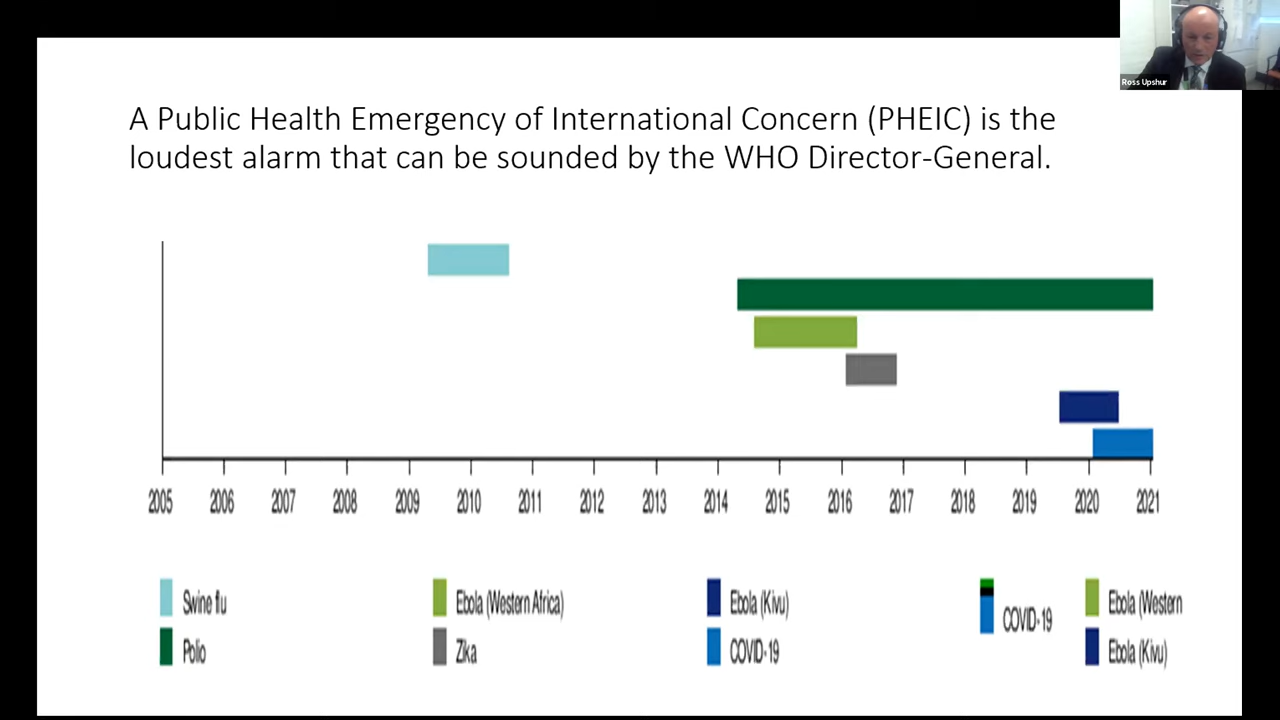 Ross Upshur
A Public Health Emergency of International Concern (PHEIC) is the
loudest alarm that can be sounded by the WHO Director-General.
2005 2006 2007 2008 2009 2010 2011 2012 2013 2014 2015 2016 2017 2018 2019 2020 2021
Swine flu Ebola (Western Africa) Ebola (Kivu) COVID-19 Ebola (Western
Polio Zika COVID-19 Ebola (Kivu)